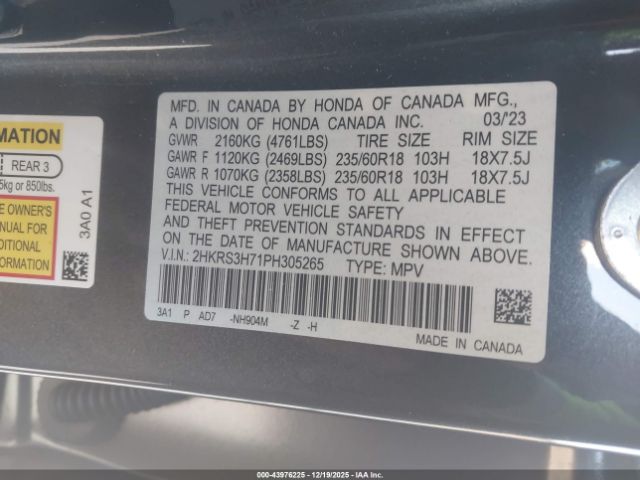 MFD. IN CANADA BY HONDA OF CANADA MFG.,
A DIVISION OF HONDA CANADA INC. 03/'23
GVWR 2160KG (4761LBS) TIRE SIZE RIM SIZE
GAWR F 1120KG (2469LBS) 235/60R18 103H 18X7.5J
GAWR R 1070KG (2358LBS) 235/60R18 103H 18X7.5J
THIS VEHICLE CONFORMS TO ALL APPLICABLE
FEDERAL MOTOR VEHICLE SAFETY
AND THEFT PREVENTION STANDARDS IN EFFECT
ON THE DATE OF MANUFACTURE SHOWN ABOVE.
V.I.N.: 2HKRS3H71PH305265 TYPE: MPV
3A1 P AD7 -NH904M -Z -H
MADE IN CANADA
MATION
REAR 3
5kg or 850lbs.
E OWNER'S
NUAL FOR
DITIONAL
FORMATION
3A0 A1
000-43976225 - 12/19/2025 - IAAI.COM